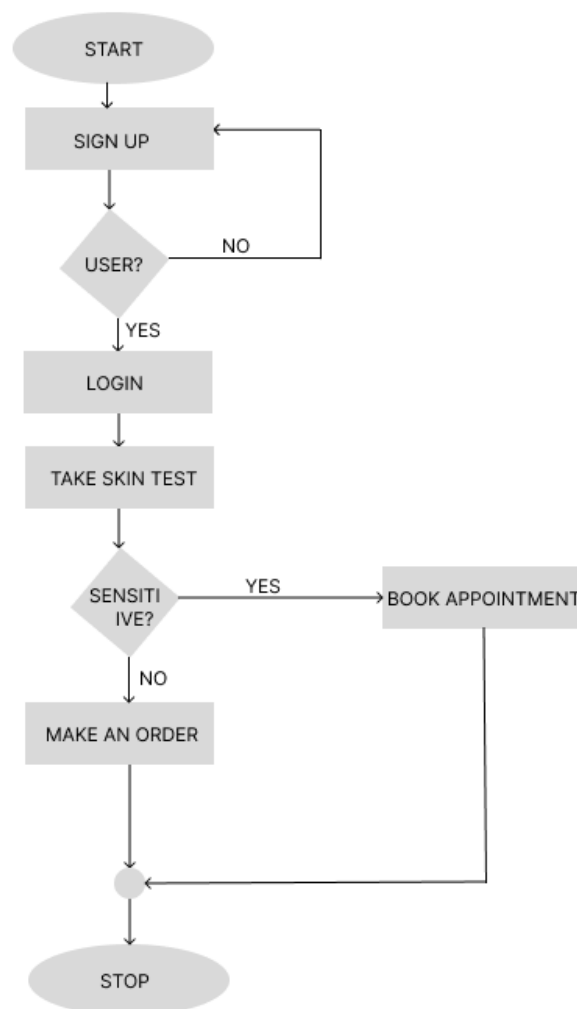 START
SIGN UP
USER?
NO
YES
LOGIN
TAKE SKIN TEST
SENSITI
IVE?
YES
BOOK APPOINTMENT
NO
MAKE AN ORDER
STOP